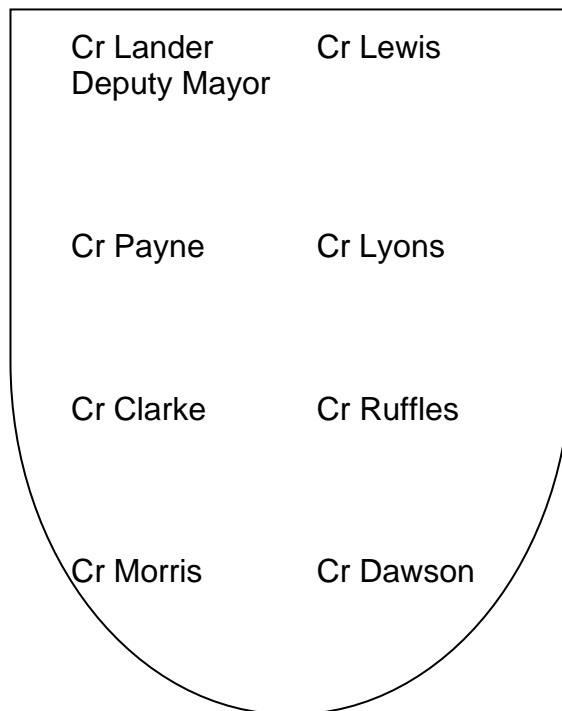 Cr Lander Cr Lewis
Deputy Mayor
Cr Payne Cr Lyons
Cr Clarke Cr Ruffles
Cr Morris Cr Dawson